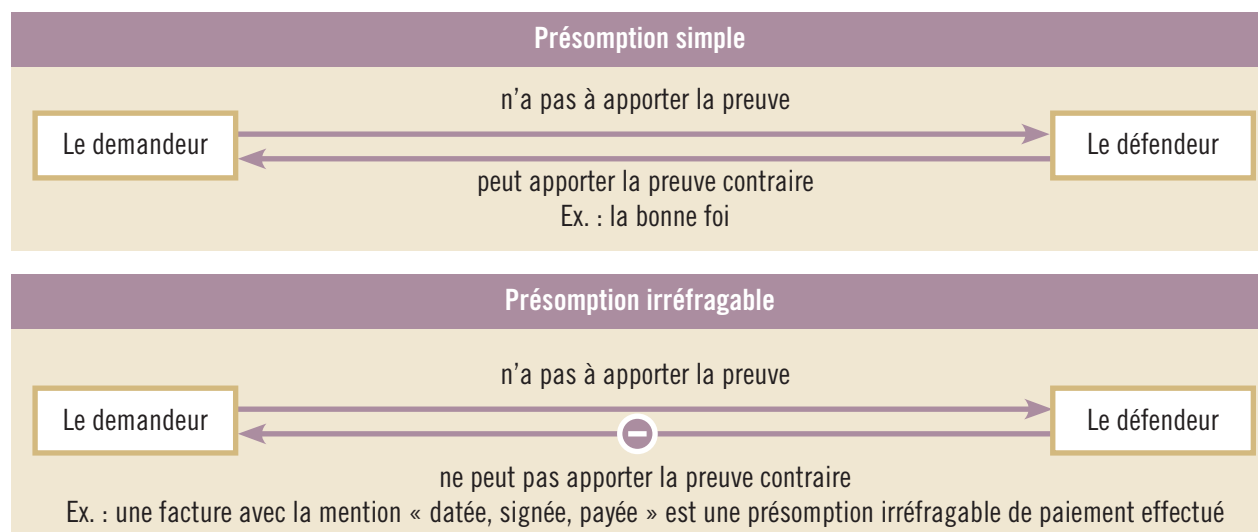 Présomption simple
n'a pas à apporter la preuve
Le demandeur
Le défendeur
peut apporter la preuve contraire
Ex. : la bonne foi
Présomption irréfragable
n’a pas à apporter la preuve
Le demandeur
Le défendeur
ne peut pas apporter la preuve contraire
Ex. : une facture avec la mention « datée, signée, payée » est une présomption irréfragable de paiement effectué